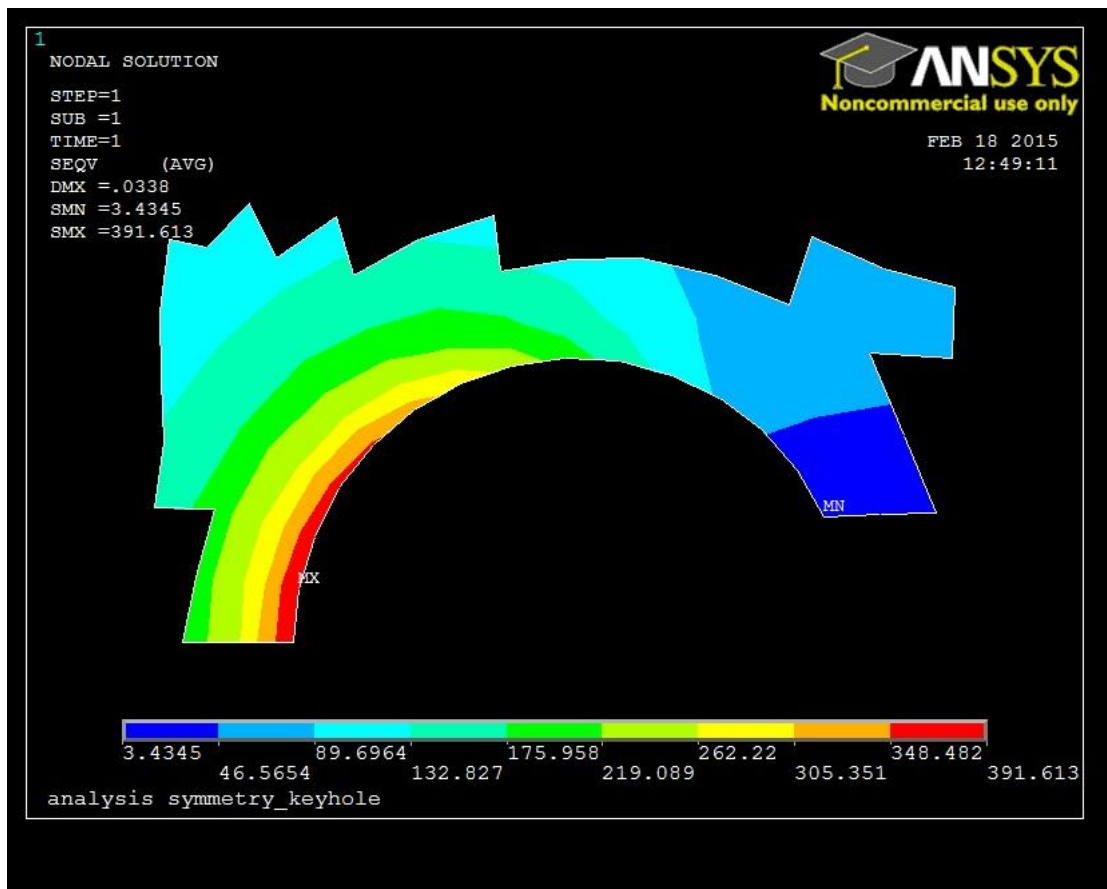 1
NODAL SOLUTION
STEP=1
SUB =1
TIME=1
SEQV (AVG)
DMX =.0338
SMN =3.4345
SMX =391.613
ANSYS
Noncommercial use only
FEB 18 2015
12:49:11
MX
MN
3.4345 89.6964 175.958 262.22 348.482
46.5654 132.827 219.089 305.351 391.613
analysis symmetry_keyhole